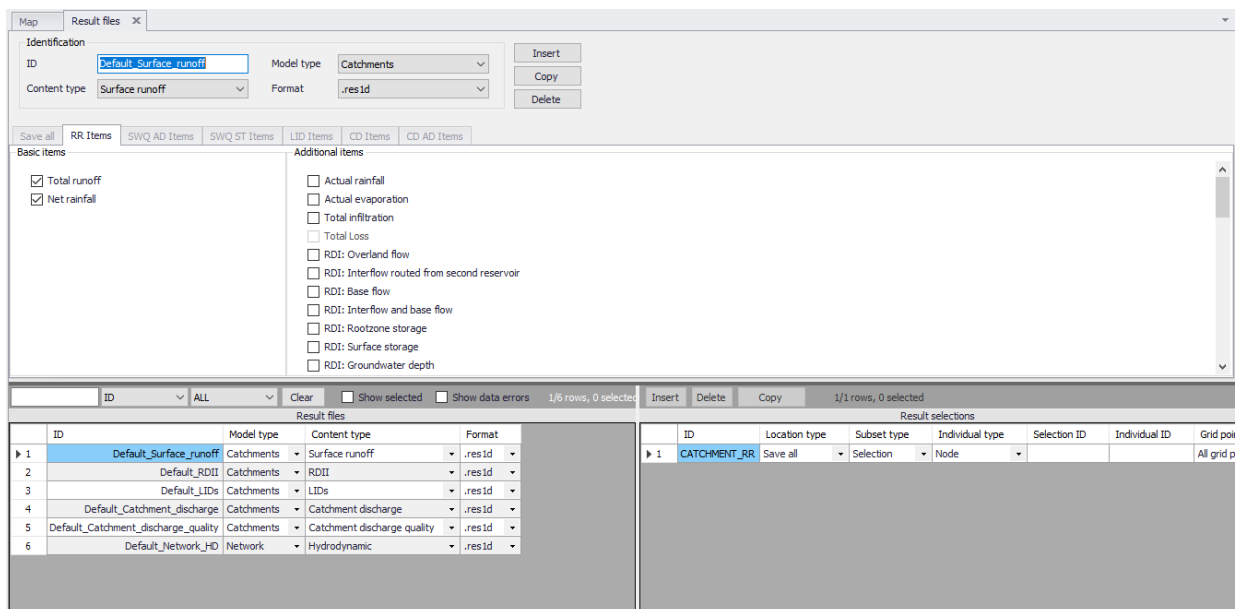 Map Result files X
Identification
ID Default_Surface_runoff Model type Catchments Insert
Content type Surface runoff Format .res1d Copy
Delete
Save all RR Items SWQ AD Items SWQ ST Items LID Items CD Items CD AD Items
Basic items Additional items
Total runoff Actual rainfall
Net rainfall Actual evaporation
Total infiltration
Total Loss
RDI: Overland flow
RDI: Interflow routed from second reservoir
RDI: Base flow
RDI: Interflow and base flow
RDI: Rootzone storage
RDI: Surface storage
RDI: Groundwater depth
ID ALL Clear Show selected Show data errors 1/6 rows, 0 selected Insert Delete Copy 1/1 rows, 0 selected
Result files Result selections
ID Model type Content type Format ID Location type Subset type Individual type Selection ID Individual ID Grid poi
1 Default_Surface_runoff Catchments Surface runoff .res1d 1 CATCHMENT_RR Save all Selection Node All grid p
2 Default_RDII Catchments RDII .res1d
3 Default_LIDs Catchments LIDs .res1d
4 Default_Catchment_discharge Catchments Catchment discharge .res1d
5 Default_Catchment_discharge_quality Catchments Catchment discharge quality .res1d
6 Default_Network_HD Network Hydrodynamic .res1d